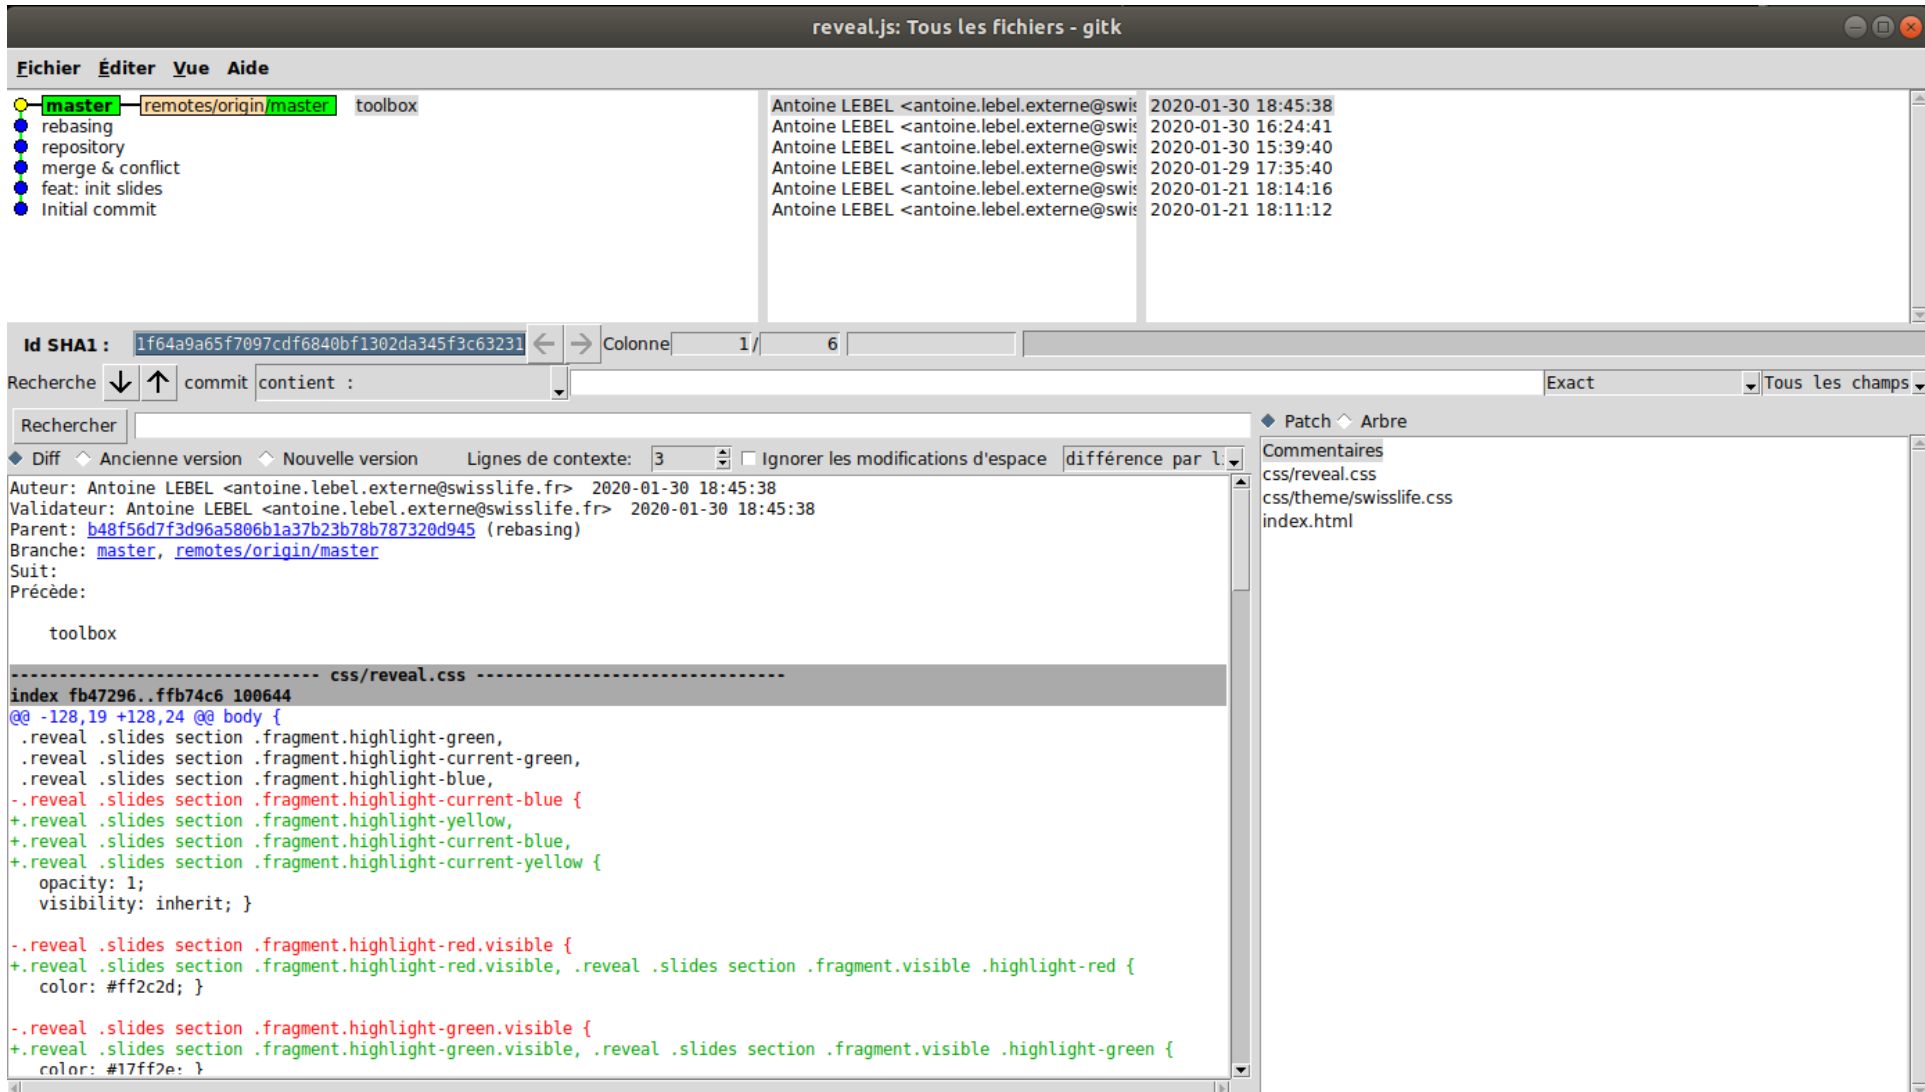 reveal.js: Tous les fichiers - gitk
Fichier Éditer Vue Aide
master remotes/origin/master toolbox Antoine LEBEL <antoine.lebel.externe@swis 2020-01-30 18:45:38
rebasing Antoine LEBEL <antoine.lebel.externe@swis 2020-01-30 16:24:41
repository Antoine LEBEL <antoine.lebel.externe@swis 2020-01-30 15:39:40
merge & conflict Antoine LEBEL <antoine.lebel.externe@swis 2020-01-29 17:35:40
feat: init slides Antoine LEBEL <antoine.lebel.externe@swis 2020-01-21 18:14:16
Initial commit Antoine LEBEL <antoine.lebel.externe@swis 2020-01-21 18:11:12
Id SHA1 : 1f64a9a65f7097cdf6840bf1302da345f3c63231 Colonne 1 / 6
Recherche commit contient : Exact Tous les champs
Rechercher
Diff Ancienne version Nouvelle version Lignes de contexte: 3 Ignorer les modifications d'espace différence par l
Auteur: Antoine LEBEL <antoine.lebel.externe@swisslife.fr> 2020-01-30 18:45:38
Validateur: Antoine LEBEL <antoine.lebel.externe@swisslife.fr> 2020-01-30 18:45:38
Parent: b48f56d7f3d96a5806b1a37b23b78b787320d945 (rebasing)
Branche: master, remotes/origin/master
Suit:
Précède:
toolbox
-------------------------------- css/reveal.css --------------------------------
index fb47296..ffb74c6 100644
@@ -128,19 +128,24 @@ body {
.reveal .slides section .fragment.highlight-green,
.reveal .slides section .fragment.highlight-current-green,
.reveal .slides section .fragment.highlight-blue,
-.reveal .slides section .fragment.highlight-current-blue {
+.reveal .slides section .fragment.highlight-yellow,
+.reveal .slides section .fragment.highlight-current-blue,
+.reveal .slides section .fragment.highlight-current-yellow {
opacity: 1;
visibility: inherit; }
-.reveal .slides section .fragment.highlight-red.visible {
+.reveal .slides section .fragment.highlight-red.visible, .reveal .slides section .fragment.visible .highlight-red {
color: #ff2c2d; }
-.reveal .slides section .fragment.highlight-green.visible {
+.reveal .slides section .fragment.highlight-green.visible, .reveal .slides section .fragment.visible .highlight-green {
color: #17ff2e; }
Patch Arbre
Commentaires
css/reveal.css
css/theme/swisslife.css
index.html